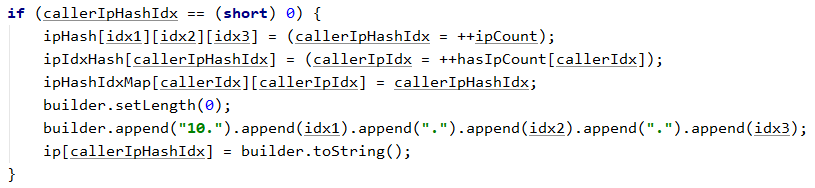 if (callerIpHashIdx == (short) 0) {
    ipHash[idx1][idx2][idx3] = (callerIpHashIdx = ++ipCount);
    ipIdxHash[callerIpHashIdx] = (callerIpIdx = ++hasIpCount[callerIdx]);
    ipHashIdxMap[callerIdx][callerIpIdx] = callerIpHashIdx;
    builder.setLength(0);
    builder.append("10.").append(idx1).append(".").append(idx2).append(".").append(idx3);
    ip[callerIpHashIdx] = builder.toString();
}